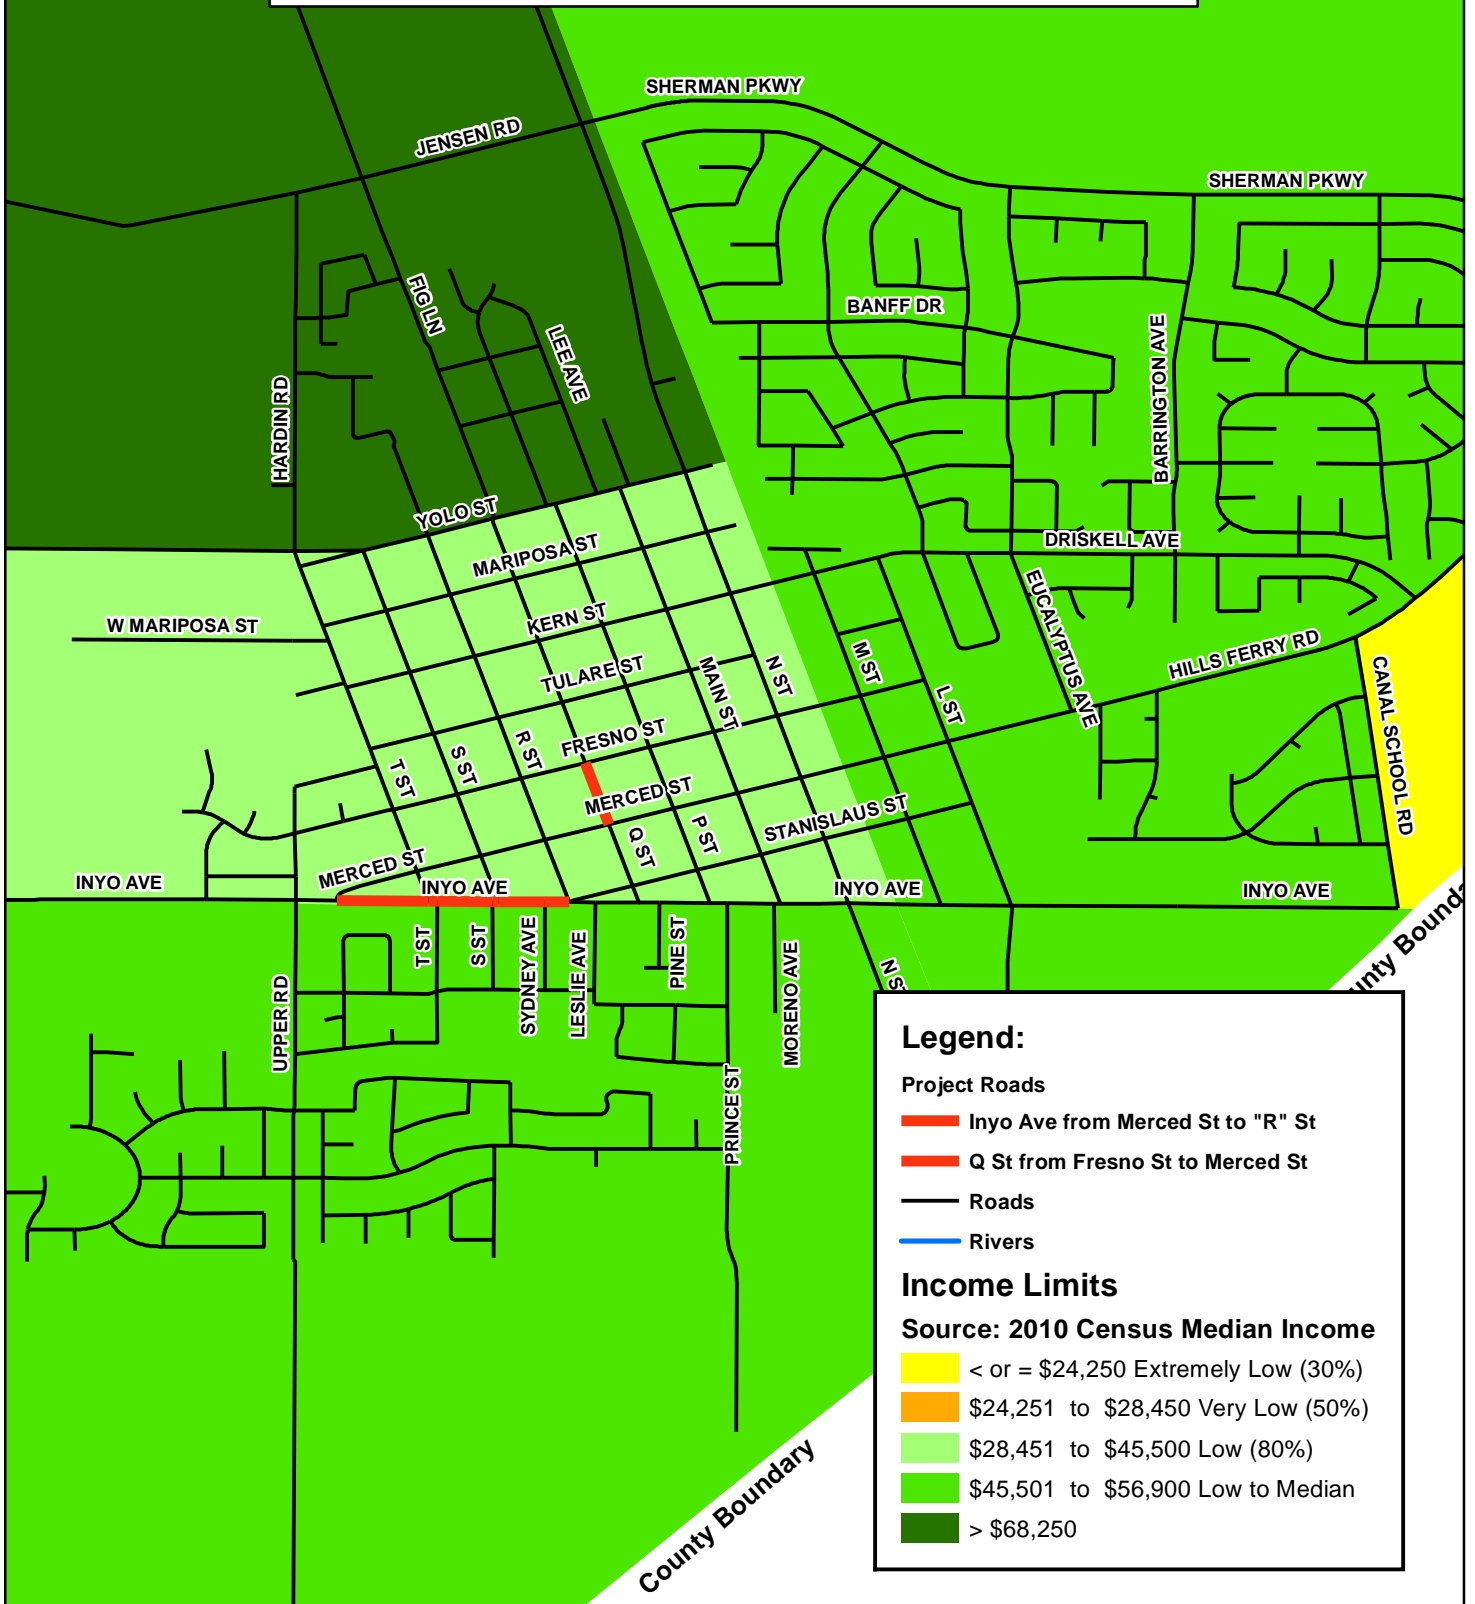 SHERMAN PKWY
JENSEN RD
SHERMAN PKWY
FIG LN
BANFF DR
LEE AVE
BARRINGTON AVE
HARDIN RD
YOLO ST
MARIPOSA ST
DRISKELL AVE
EUCALYPTUS AVE
W MARIPOSA ST
KERN ST
HILLS FERRY RD
TULARE ST
MAIN ST
N ST
M ST
L ST
CANAL SCHOOL RD
FRESNO ST
T ST
S ST
R ST
MERCED ST
STANISLAUS ST
Q ST
P ST
MERCED ST
INYO AVE
INYO AVE
INYO AVE
INYO AVE
T ST
S ST
SYDNEY AVE
LESLIE AVE
PINE ST
MORENO AVE
N ST
UPPER RD
PRINCE ST
unty Bounda
Legend:
Project Roads
Inyo Ave from Merced St to "R" St
Q St from Fresno St to Merced St
Roads
Rivers
Income Limits
Source: 2010 Census Median Income
< or = $24,250 Extremely Low (30%)
$24,251 to $28,450 Very Low (50%)
$28,451 to $45,500 Low (80%)
$45,501 to $56,900 Low to Median
> $68,250
County Boundary